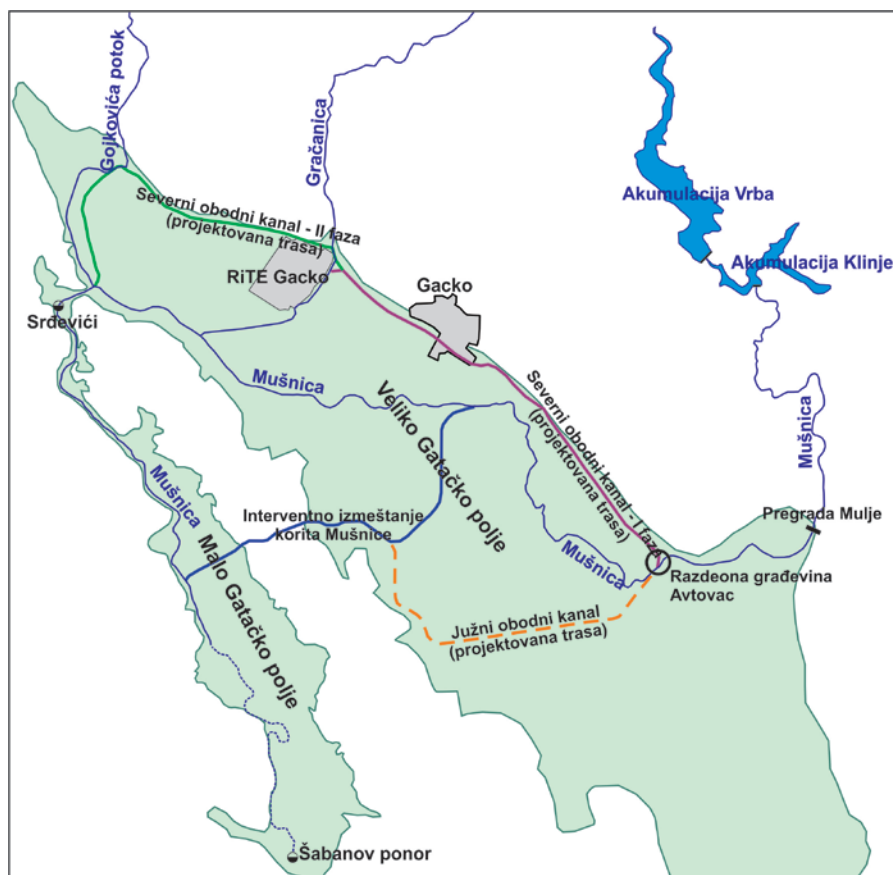 Gojkovića potok
Gračanica
Akumulacija Vrba
Severni obodni kanal - II faza
(projektovana trasa)
Akumulacija Klinje
RiTE Gacko
Gacko
Srđevići
Mušnica
Veliko Gatačko polje
Severni obodni kanal - I faza
(projektovana trasa)
Mušnica
Mušnica
Interventno izmeštanje
korita Mušnice
Pregrada Mulje
Malo Gatačko polje
Mušnica
Razdeona građevina
Avtovac
Južni obodni kanal
(projektovana trasa)
Šabanov ponor